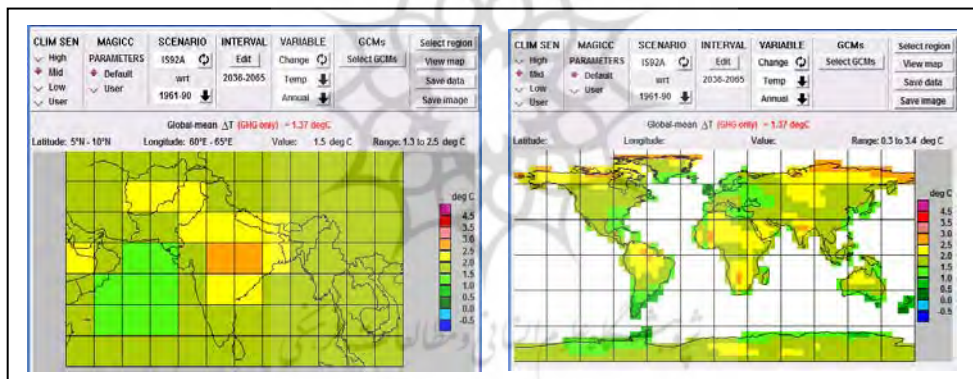 CLIM SEN MAGICC SCENARIO INTERVAL VARIABLE GCMs Select region
High PARAMETERS IS92A Edit Change Select GCMs View map
Mid Default wrt 2036-2065 Temp Save data
Low User
User 1961-90 Annual Save image
Global-mean ΔT (GHG only) = 1.37 degC
Latitude: 5°N - 10°N Longitude: 60°E - 65°E Value: 1.5 deg C Range: 1.3 to 2.5 deg C
deg C
4.5
3.5
3.0
2.5
2.0
1.5
1.0
0.5
0.0
-0.5
CLIM SEN MAGICC SCENARIO INTERVAL VARIABLE GCMs Select region
High PARAMETERS IS92A Edit Change Select GCMs View map
Mid Default wrt 2036-2065 Temp Save data
Low User
User 1961-90 Annual Save image
Global-mean ΔT (GHG only) = 1.37 degC
Latitude: Longitude: Value: Range: 0.3 to 3.4 deg C
deg C
4.5
3.5
3.0
2.5
2.0
1.5
1.0
0.5
0.0
-0.5
پژوهشگاه علوم انسانی و مطالعات فرهنگی